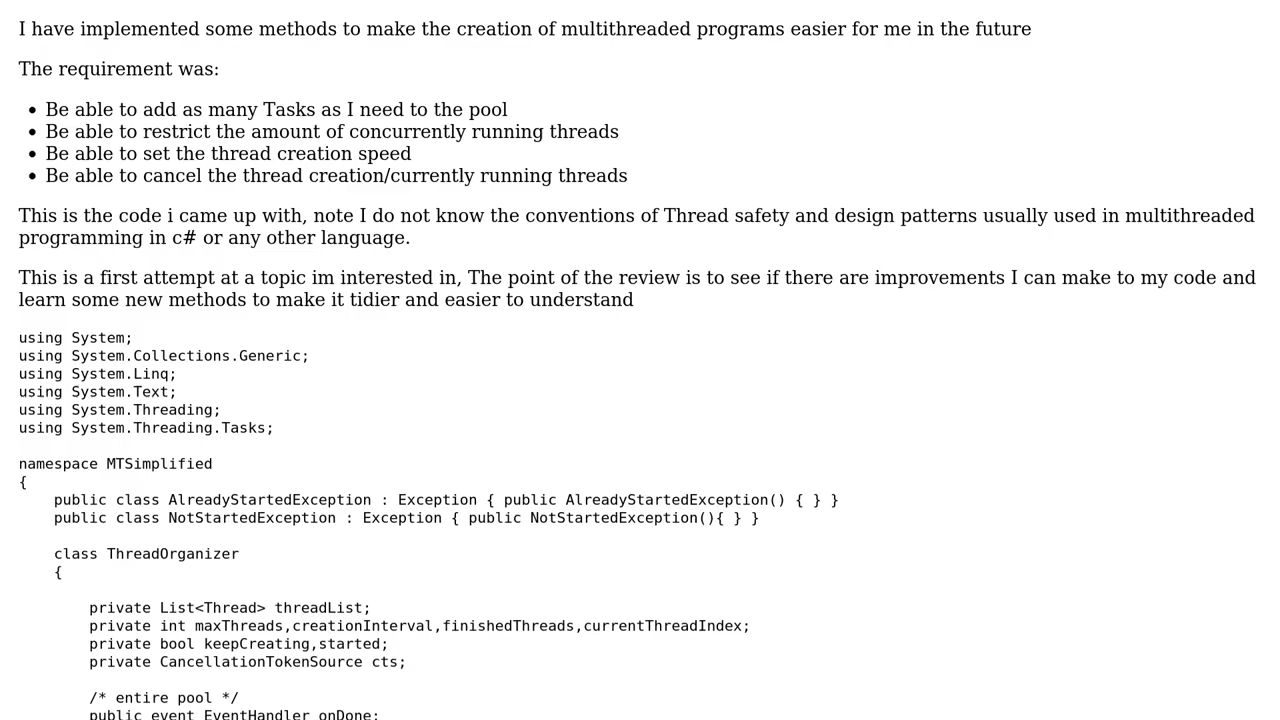 I have implemented some methods to make the creation of multithreaded programs easier for me in the future
The requirement was:
• Be able to add as many Tasks as I need to the pool
• Be able to restrict the amount of concurrently running threads
• Be able to set the thread creation speed
• Be able to cancel the thread creation/currently running threads
This is the code i came up with, note I do not know the conventions of Thread safety and design patterns usually used in multithreaded
programming in c# or any other language.
This is a first attempt at a topic im interested in, The point of the review is to see if there are improvements I can make to my code and
learn some new methods to make it tidier and easier to understand
using System;
using System.Collections.Generic;
using System.Linq;
using System.Text;
using System.Threading;
using System.Threading.Tasks;
namespace MTSimplified
{
    public class AlreadyStartedException : Exception { public AlreadyStartedException() { } }
    public class NotStartedException : Exception { public NotStartedException(){ } }
    class ThreadOrganizer
    {
        private List<Thread> threadList;
        private int maxThreads,creationInterval,finishedThreads,currentThreadIndex;
        private bool keepCreating,started;
        private CancellationTokenSource cts;
        /* entire pool */
        public event EventHandler onDone;